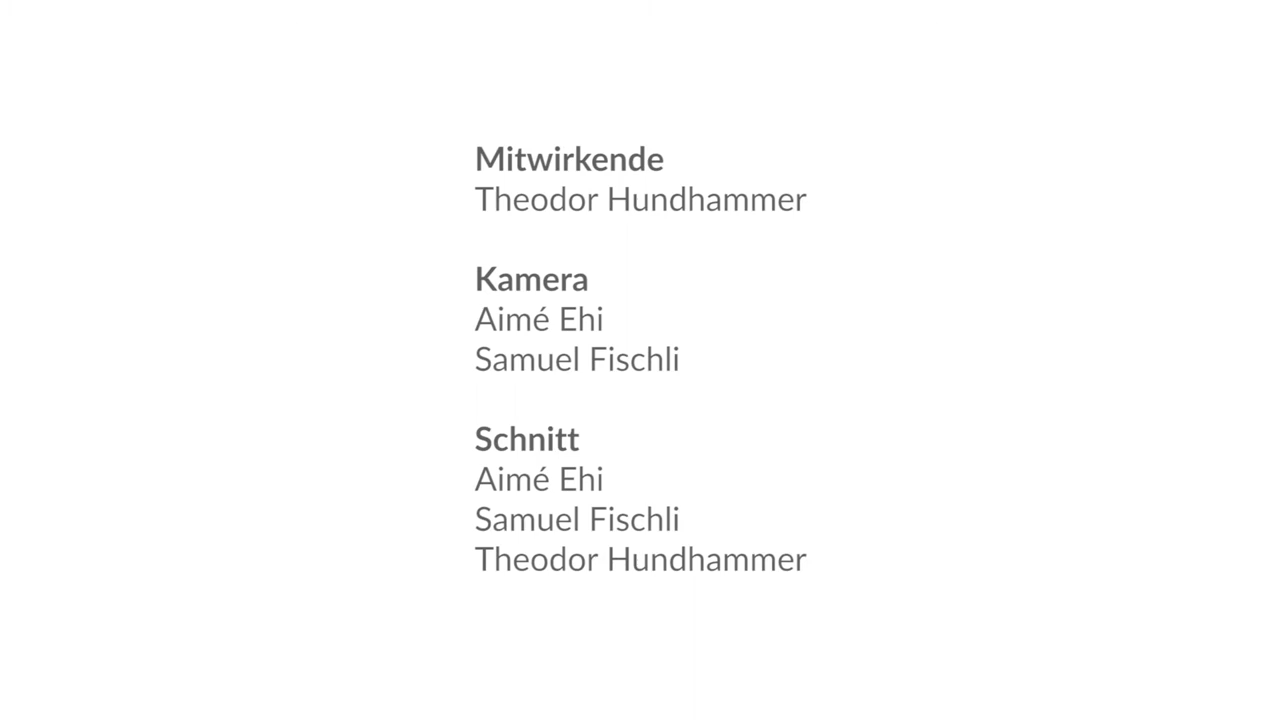 Mitwirkende
Theodor Hundhammer
Kamera
Aimé Ehi
Samuel Fischli
Schnitt
Aimé Ehi
Samuel Fischli
Theodor Hundhammer